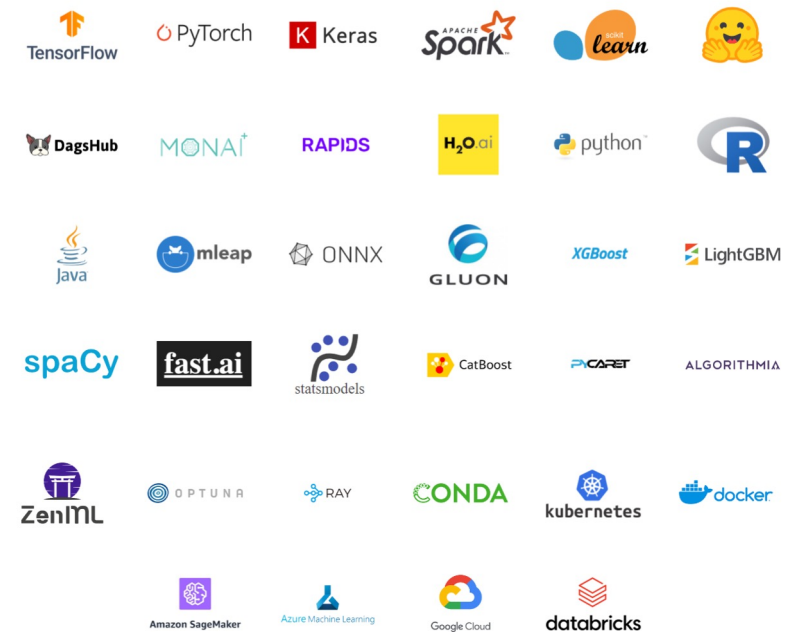 TensorFlow
PyTorch
K Keras
APACHE
Spark™
scikit
learn
DagsHub
MONAI+
RAPIDS
H2O.ai
python™
R
Java
mleap
ONNX
GLUON
XGBoost
LightGBM
spaCy
fast.ai
statsmodels
CatBoost
PYCARET
ALGORITHMIA
ZenML
OPTUNA
RAY
CONDA
kubernetes
docker
Amazon SageMaker
Azure Machine Learning
Google Cloud
databricks